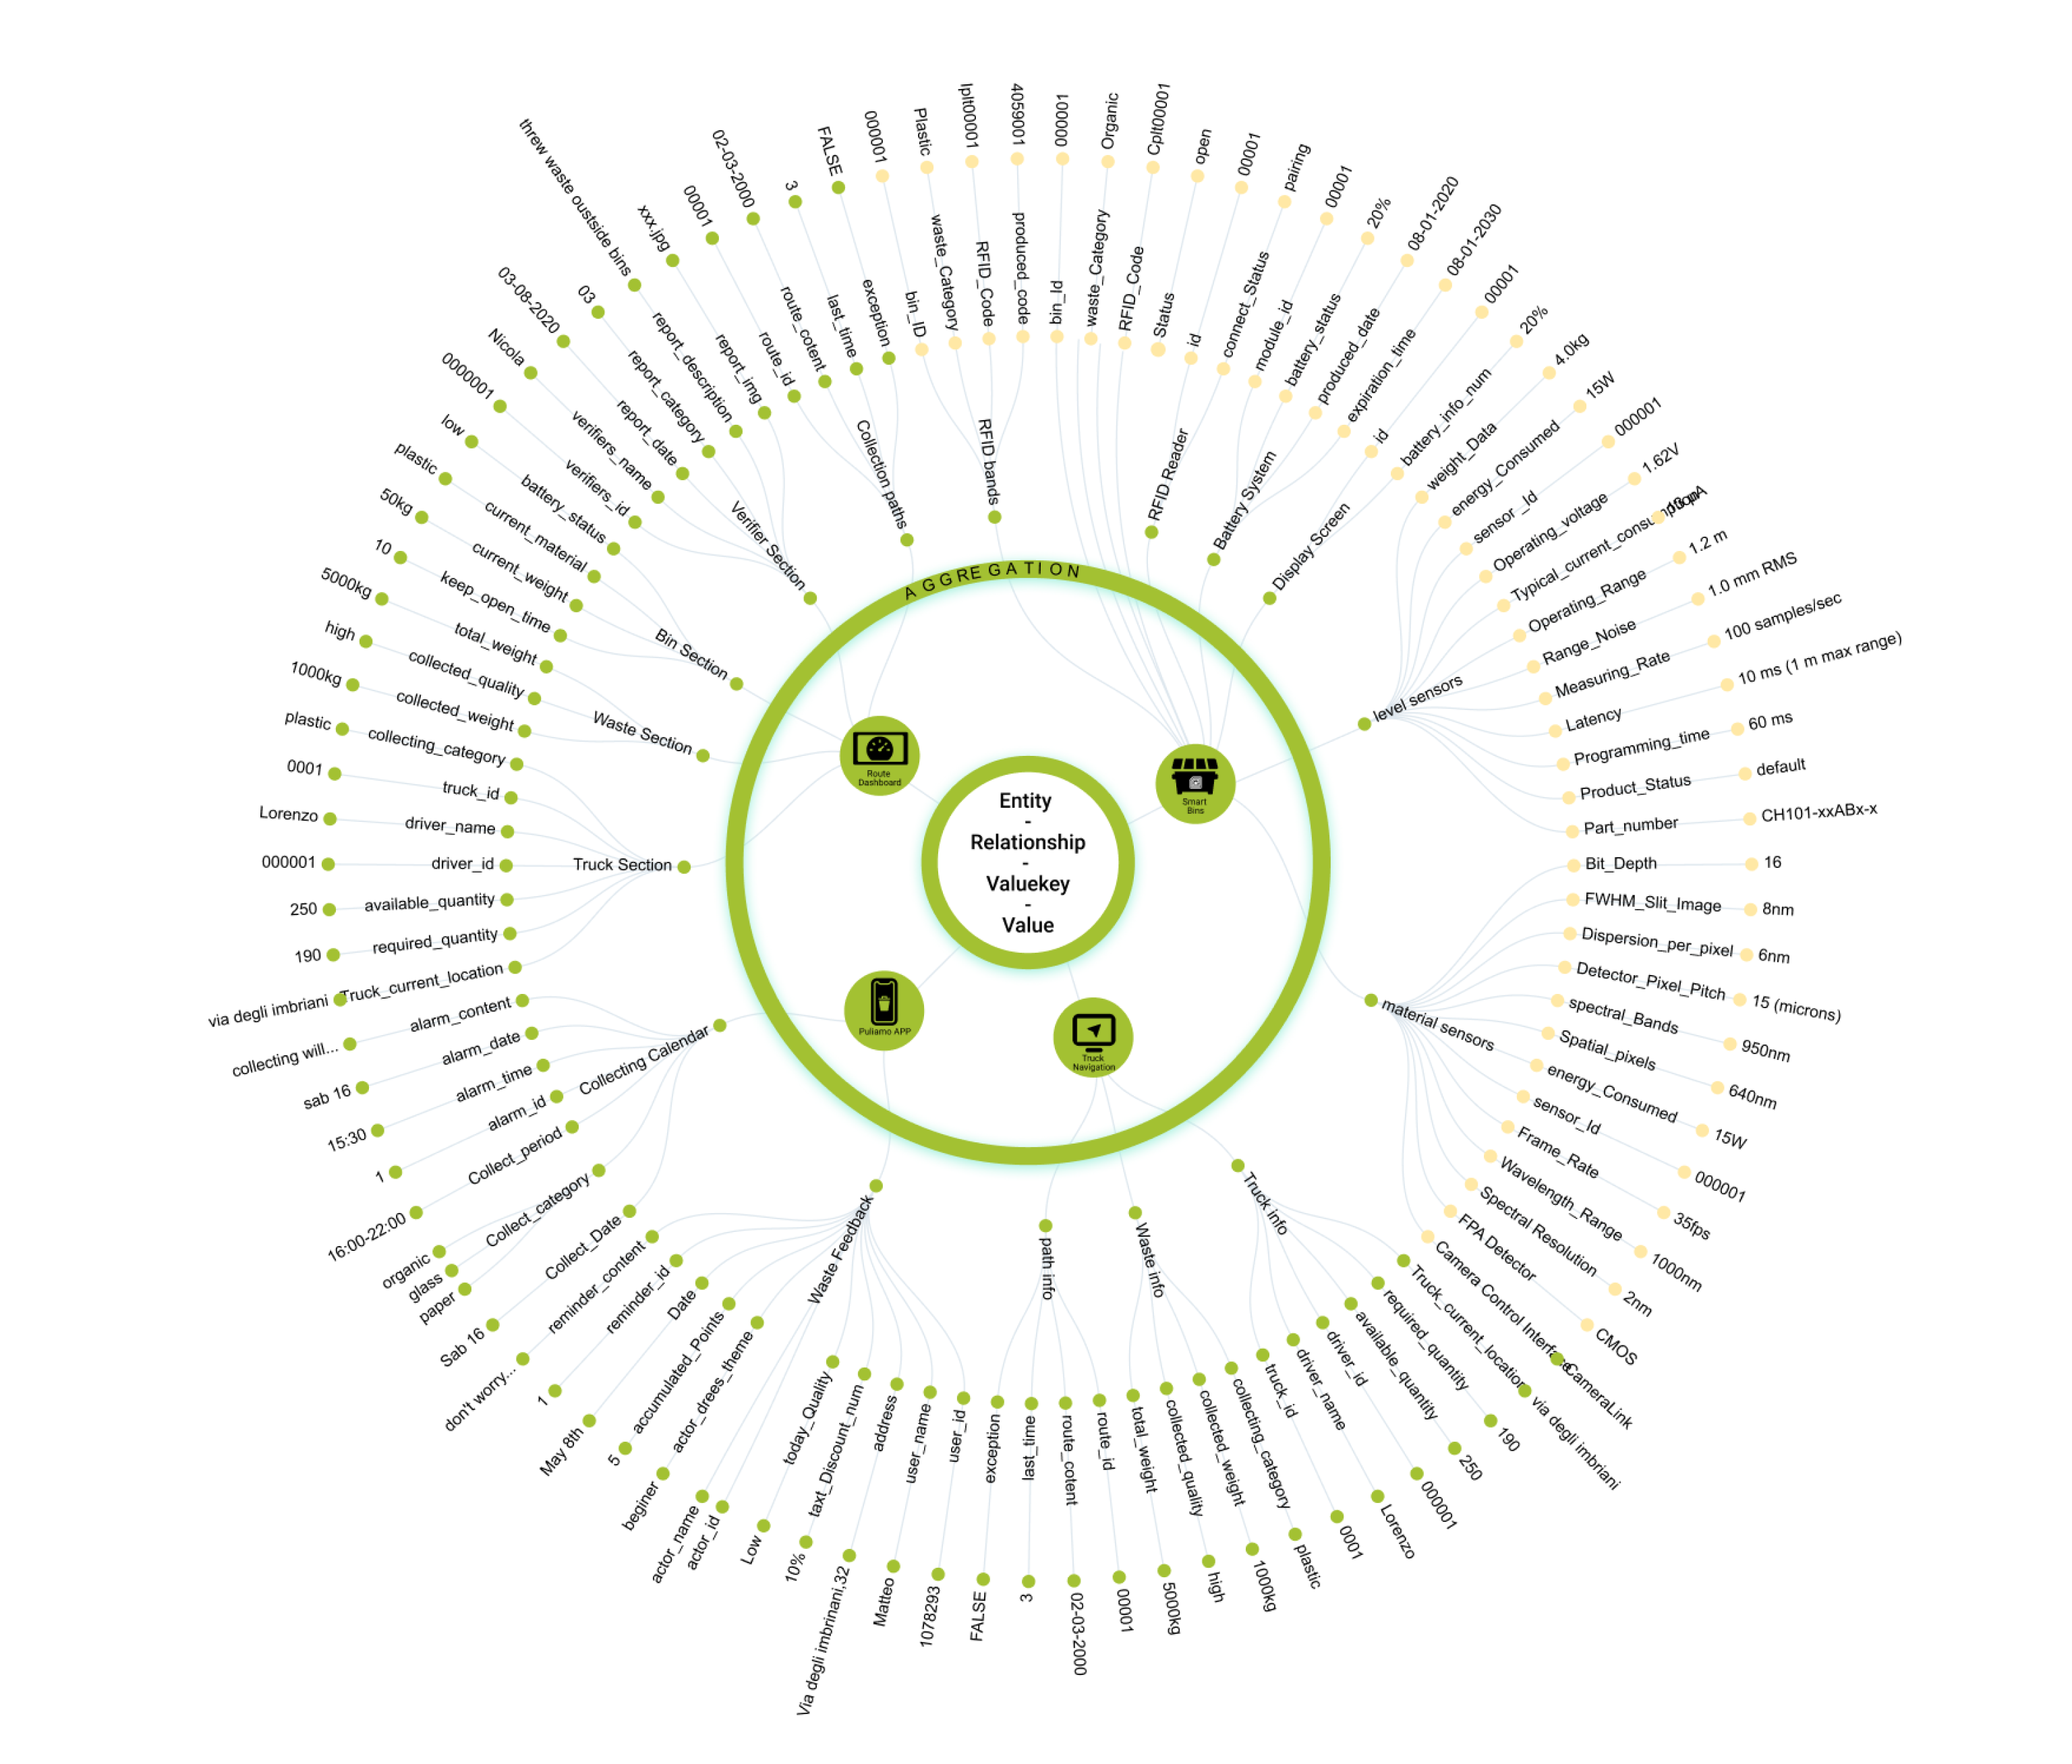 Entity
-
Relationship
-
Valuekey
-
Value
AGGREGATION
Route
Dashboard
Smart
Bins
Truck
Navigation
Puliamo APP
RFID bands
bin_ID
000001
waste_Category
Plastic
RFID_Code
Iplt00001
produced_code
4059001
bin_Id
000001
waste_Category
Organic
RFID_Code
Cplt00001
Status
open
RFID Reader
id
00001
connect_Status
pairing
Battery System
module_id
00001
battery_status
20%
produced_date
08-01-2020
expiration_time
08-01-2030
Display Screen
id
00001
battery_info_num
20%
level sensors
weight_Data
4.0kg
energy_Consumed
15W
sensor _Id
000001
Operating_voltage
1.62V
Typical_current_consumption
Operating_Range
1.2 m
Range_Noise
1.0 mm RMS
Measuring_Rate
100 samples/sec
Latency
10 ms (1 m max range)
Programming_time
60 ms
Product_Status
default
Part_number
CH101-xxABx-x
material sensors
Bit_Depth
16
FWHM_Slit_Image
8nm
Dispersion_per_pixel
6nm
Detector_Pixel_Pitch
15 (microns)
spectral_Bands
950nm
Spatial_pixels
640nm
energy_Consumed
15W
sensor_Id
000001
Frame_Rate
35fps
Wavelength_Range
1000nm
Spectral Resolution
2nm
FPA Detector
CMOS
Camera Control Interface
CameraLink
Truck info
Truck_current_location
via degli imbriani
required_quantity
190
available_quantity
250
driver_id
000001
driver_name
Lorenzo
truck_id
0001
Waste info
collecting_category
plastic
collected_weight
1000kg
collected_quality
high
total_weight
5000kg
path info
route_id
00001
route_cotent
02-03-2000
last_time
3
exception
FALSE
Waste Feedback
user_id
1078293
user_name
Matteo
address
Via degli imbrinani,32
taxt_Discount_num
10%
today_Quality
Low
actor_id
actor_name
actor_drees_theme
beginer
accumulated_Points
5
Date
May 8th
reminder_id
1
reminder_content
don't worry...
Collecting Calendar
Collect_Date
Sab 16
Collect_category
paper
glass
organic
Collect_period
16:00-22:00
alarm_id
1
alarm_time
15:30
alarm_date
sab 16
alarm_content
collecting will...
Truck Section
Truck_current_location
via degli imbriani
required_quantity
190
available_quantity
250
driver_id
000001
driver_name
Lorenzo
truck_id
0001
collecting_category
plastic
Waste Section
collected_weight
1000kg
collected_quality
high
total_weight
5000kg
Bin Section
keep_open_time
10
current_weight
50kg
current_material
plastic
battery_status
low
Verifier Section
verifiers_id
0000001
verifiers_name
Nicola
report_date
03-08-2020
report_category
03
report_description
threw waste oustside bins
report_img
xxx.jpg
Collection paths
route_id
00001
route_cotent
02-03-2000
last_time
3
exception
FALSE